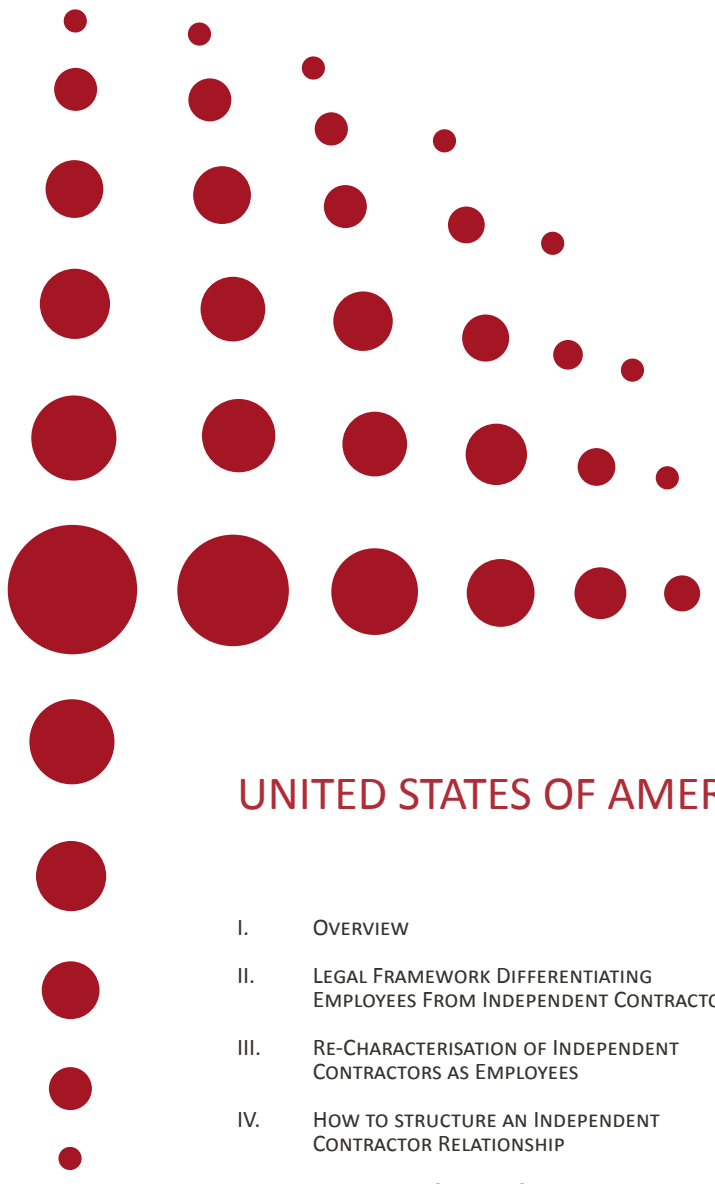 UNITED STATES OF AMER
I. OVERVIEW
II. LEGAL FRAMEWORK DIFFERENTIATING
EMPLOYEES FROM INDEPENDENT CONTRACTO
III. RE-CHARACTERISATION OF INDEPENDENT
CONTRACTORS AS EMPLOYEES
IV. HOW TO STRUCTURE AN INDEPENDENT
CONTRACTOR RELATIONSHIP